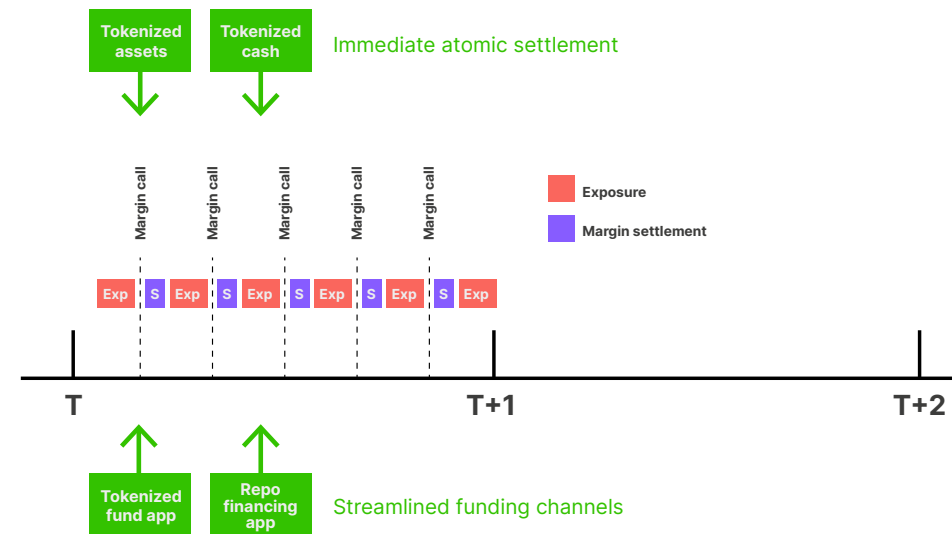 Tokenized
assets
Tokenized
cash
Immediate atomic settlement
Margin call
Margin call
Margin call
Margin call
Margin call
Exposure
Margin settlement
Exp
S
Exp
S
Exp
S
Exp
S
Exp
S
Exp
T
T+1
T+2
Tokenized
fund app
Repo
financing
app
Streamlined funding channels